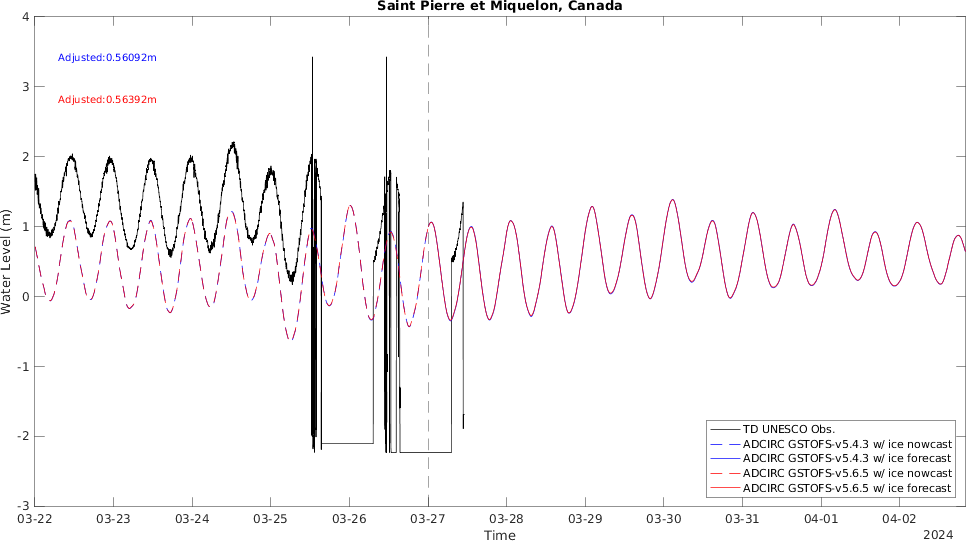 Saint Pierre et Miquelon, Canada
4
3
2
1
0
-1
-2
-3
Water Level (m)
Adjusted:0.56092m
Adjusted:0.56392m
TD UNESCO Obs.
ADCIRC GSTOFS-v5.4.3 w/ ice nowcast
ADCIRC GSTOFS-v5.4.3 w/ ice forecast
ADCIRC GSTOFS-v5.6.5 w/ ice nowcast
ADCIRC GSTOFS-v5.6.5 w/ ice forecast
03-22 03-23 03-24 03-25 03-26 03-27 03-28 03-29 03-30 03-31 04-01 04-02
Time
2024